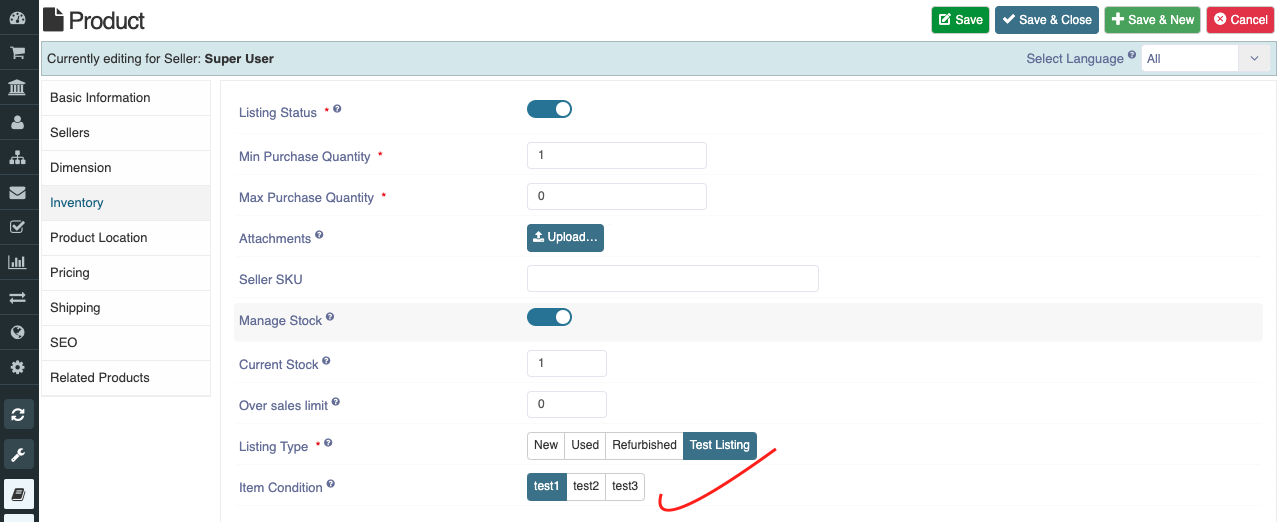 Product
Save
Save & Close
Save & New
Cancel
Currently editing for Seller: Super User
Select Language
All
Basic Information
Sellers
Dimension
Inventory
Product Location
Pricing
Shipping
SEO
Related Products
Listing Status *
Min Purchase Quantity * 1
Max Purchase Quantity * 0
Attachments Upload...
Seller SKU
Manage Stock
Current Stock 1
Over sales limit 0
Listing Type * New Used Refurbished Test Listing
Item Condition test1 test2 test3